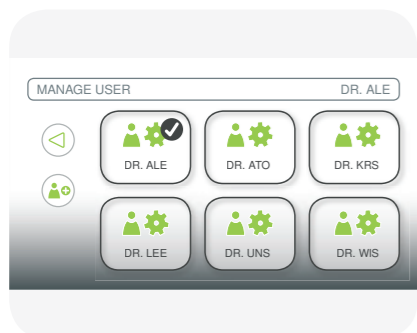 MANAGE USER DR. ALE
DR. ALE DR. ATO DR. KRS
DR. LEE DR. UNS DR. WIS